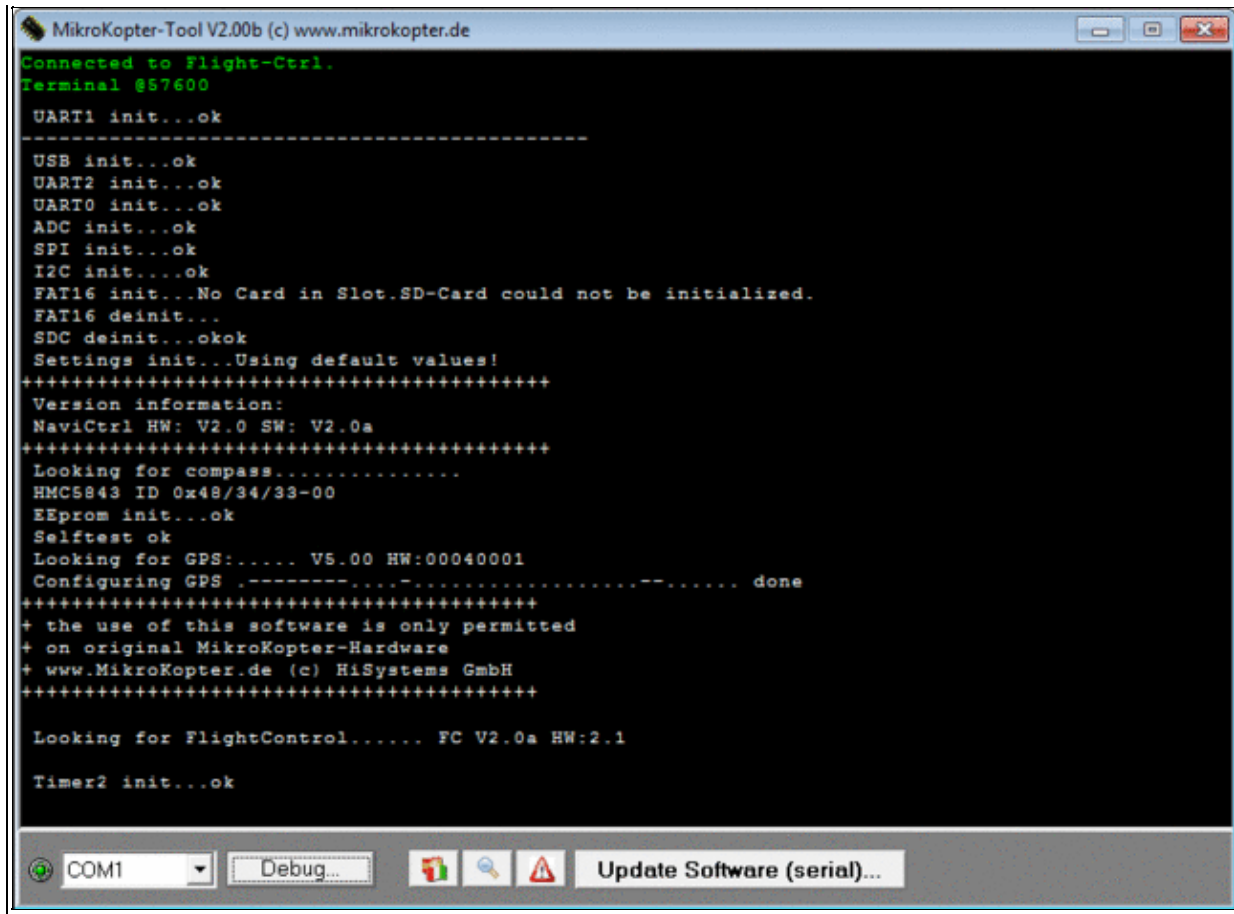 MikroKopter-Tool V2.00b (c) www.mikrokopter.de
Connected to Flight-Ctrl.
Terminal @57600
UART1 init...ok
---------------------------------------------
USB init...ok
UART2 init...ok
UART0 init...ok
ADC init...ok
SPI init...ok
I2C init....ok
FAT16 init...No Card in Slot.SD-Card could not be initialized.
FAT16 deinit...
SDC deinit...okok
Settings init...Using default values!
++++++++++++++++++++++++++++++++++++++++++
Version information:
NaviCtrl HW: V2.0 SW: V2.0a
++++++++++++++++++++++++++++++++++++++++++
Looking for compass...............
HMC5843 ID 0x48/34/33-00
EEprom init...ok
Selftest ok
Looking for GPS:..... V5.00 HW:00040001
Configuring GPS .--------....-..................--...... done
+++++++++++++++++++++++++++++++++++++++++
+ the use of this software is only permitted
+ on original MikroKopter-Hardware
+ www.MikroKopter.de (c) HiSystems GmbH
+++++++++++++++++++++++++++++++++++++++++
Looking for FlightControl...... FC V2.0a HW:2.1
Timer2 init...ok
COM1 Debug... Update Software (serial)...